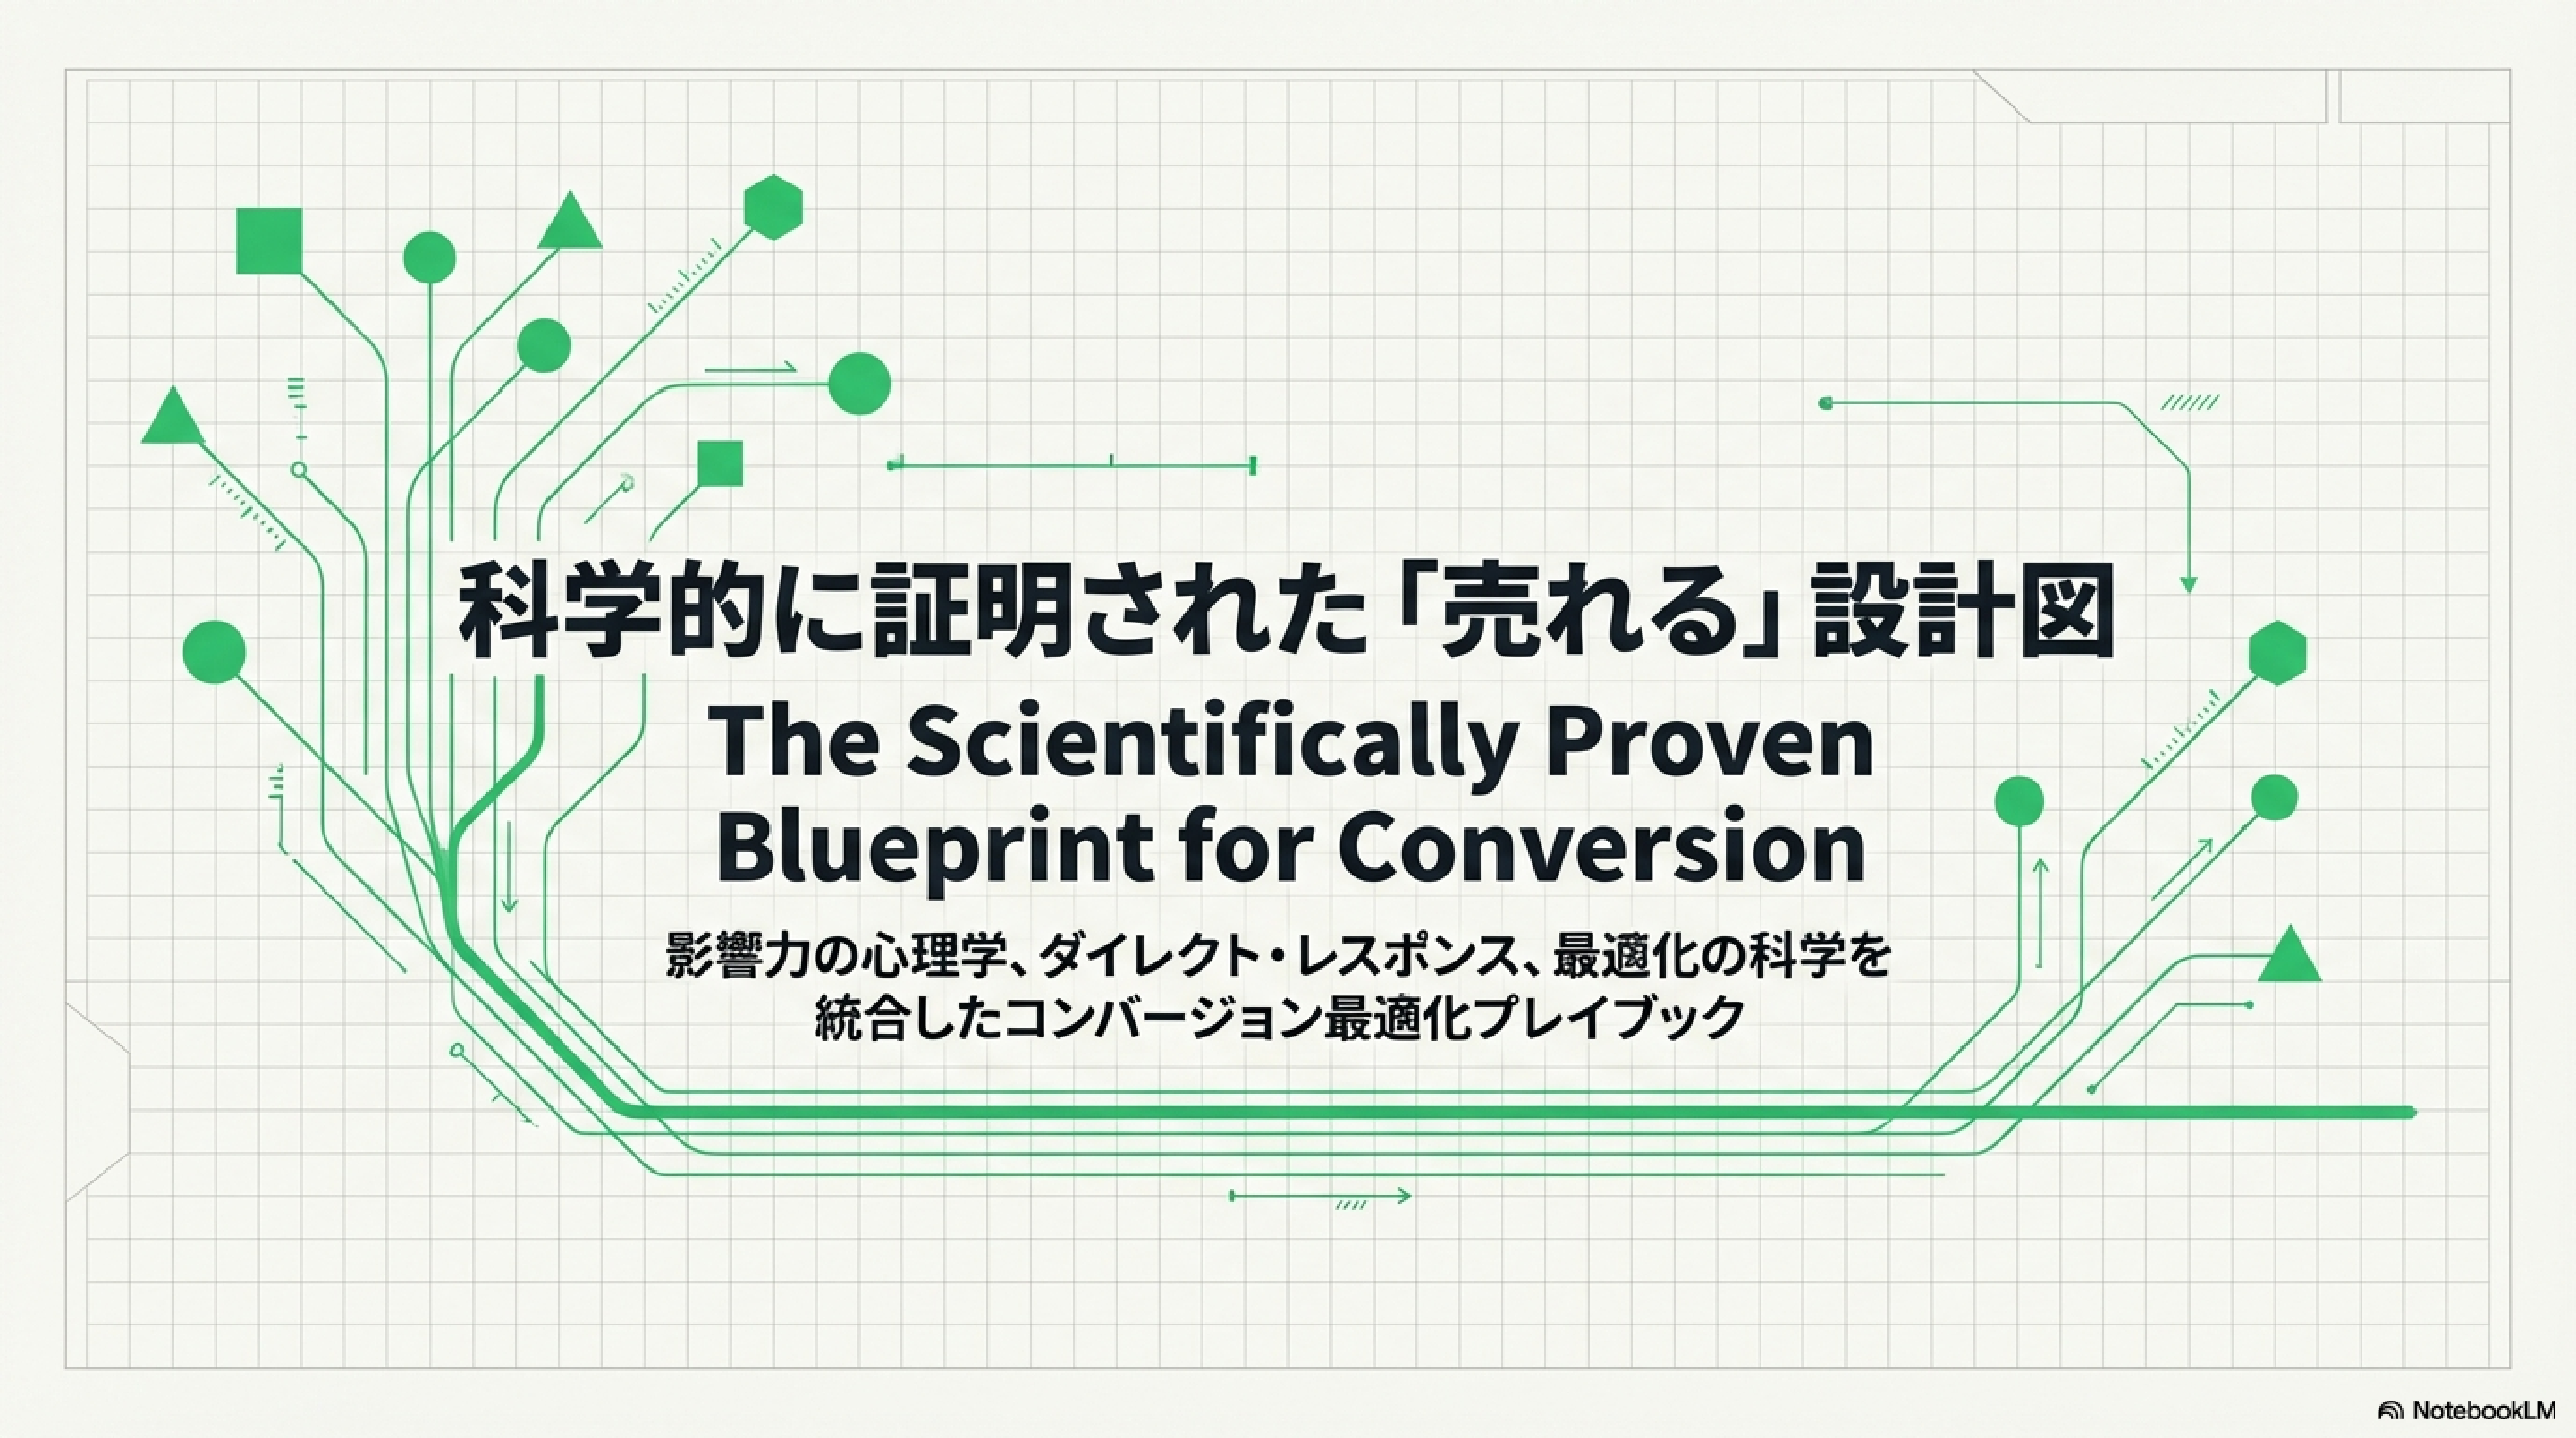 科学的に証明された「売れる」設計図
The Scientifically Proven
Blueprint for Conversion
影響力の心理学、ダイレクト・レスポンス、最適化の科学を
統合したコンバージョン最適化プレイブック
NotebookLM